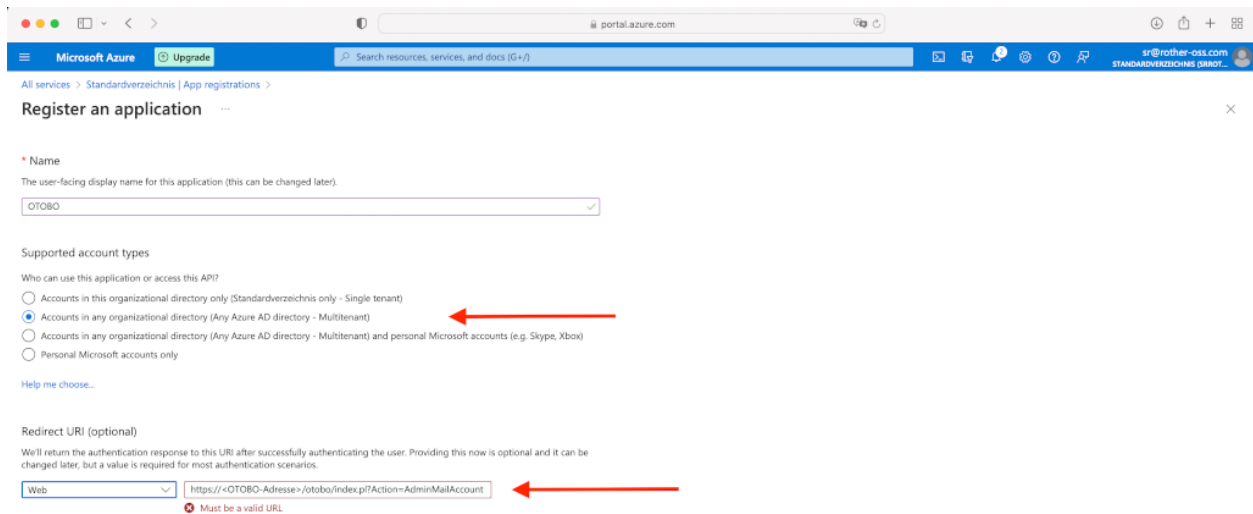 portal.azure.com
Microsoft Azure
Upgrade
Search resources, services, and docs (G+/)
2
sr@rother-oss.com
STANDARDVERZEICHNIS (SRROT...
All services > Standardverzeichnis | App registrations >
Register an application ...
* Name
The user-facing display name for this application (this can be changed later).
OTOBO
Supported account types
Who can use this application or access this API?
Accounts in this organizational directory only (Standardverzeichnis only - Single tenant)
Accounts in any organizational directory (Any Azure AD directory - Multitenant)
Accounts in any organizational directory (Any Azure AD directory - Multitenant) and personal Microsoft accounts (e.g. Skype, Xbox)
Personal Microsoft accounts only
Help me choose...
Redirect URI (optional)
We'll return the authentication response to this URI after successfully authenticating the user. Providing this now is optional and it can be
changed later, but a value is required for most authentication scenarios.
Web
https://<OTOBO-Adresse>/otobo/index.pl?Action=AdminMailAccount
Must be a valid URL